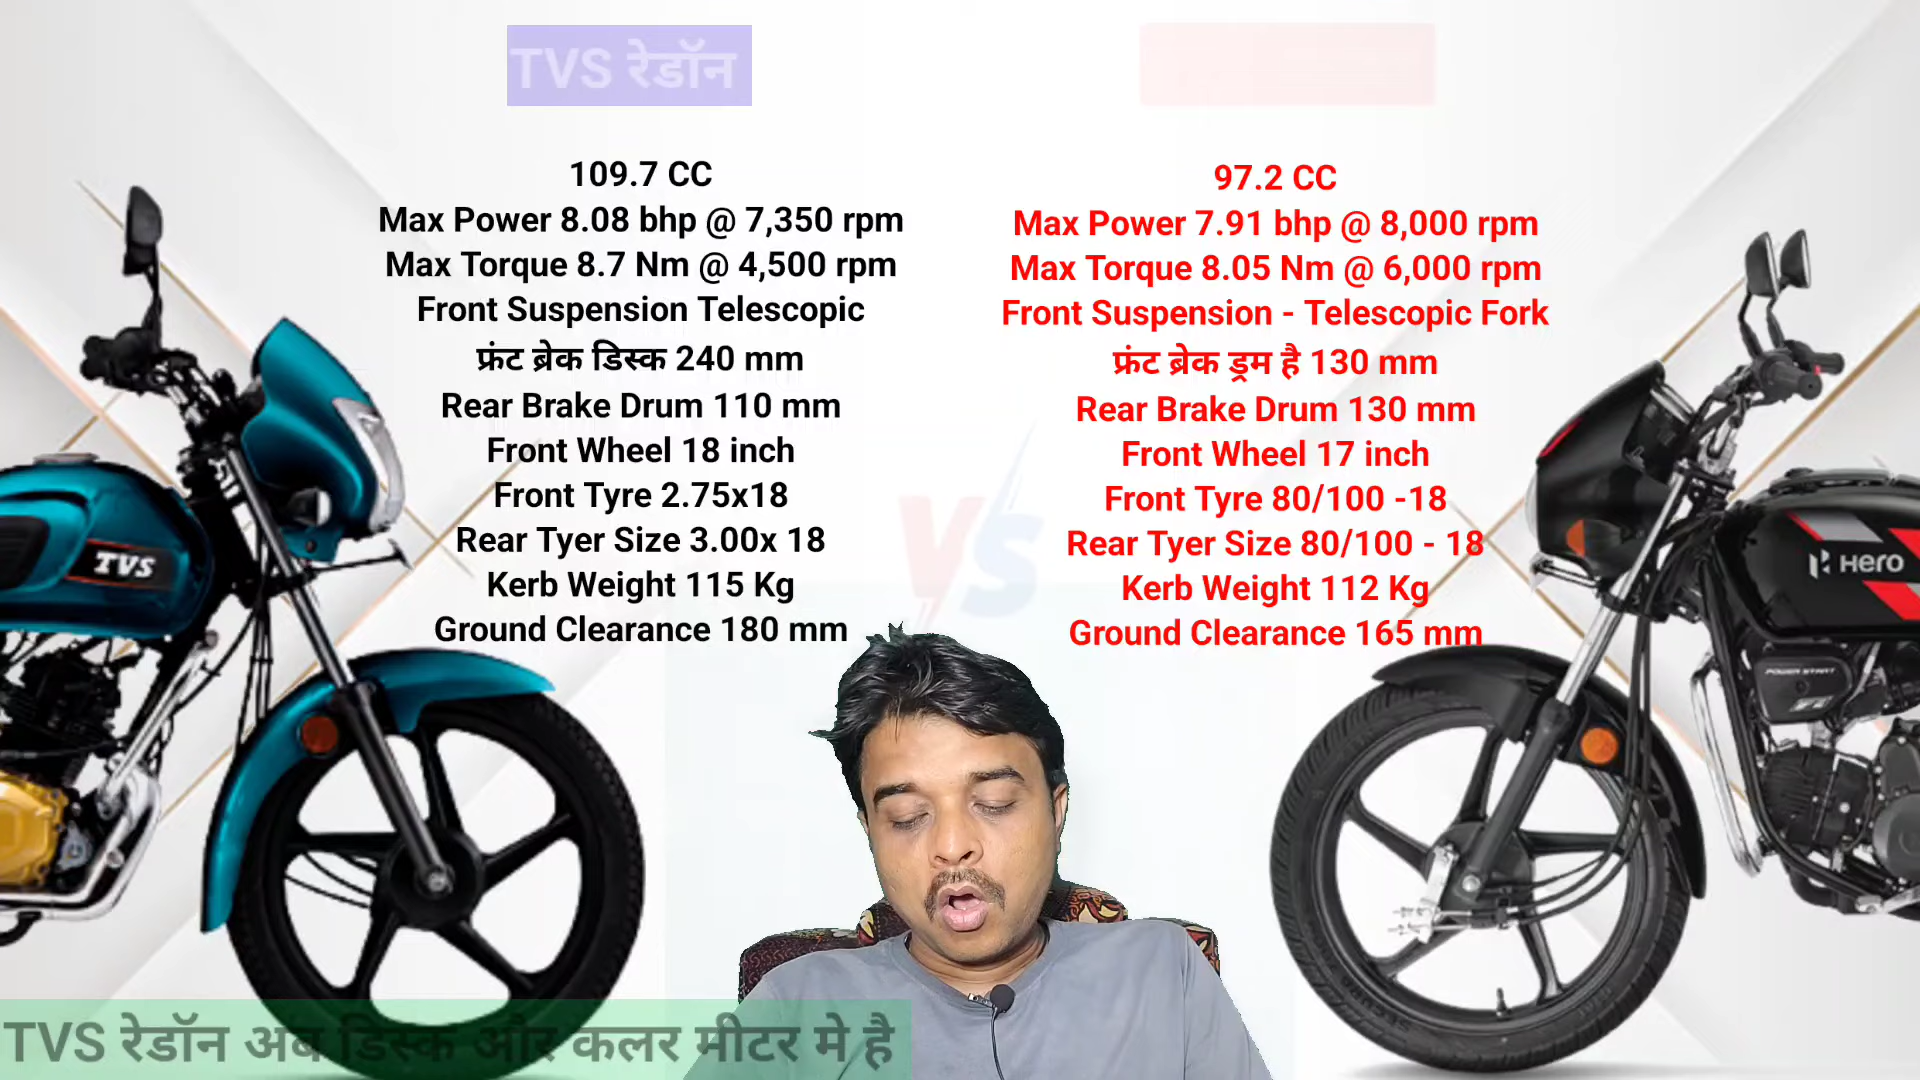 TVS रेडॉन
109.7 CC
Max Power 8.08 bhp @ 7,350 rpm
Max Torque 8.7 Nm @ 4,500 rpm
Front Suspension Telescopic
फ्रंट ब्रेक डिस्क 240 mm
Rear Brake Drum 110 mm
Front Wheel 18 inch
Front Tyre 2.75x18
Rear Tyer Size 3.00x 18
Kerb Weight 115 Kg
Ground Clearance 180 mm
97.2 CC
Max Power 7.91 bhp @ 8,000 rpm
Max Torque 8.05 Nm @ 6,000 rpm
Front Suspension - Telescopic Fork
फ्रंट ब्रेक ड्रम है 130 mm
Rear Brake Drum 130 mm
Front Wheel 17 inch
Front Tyre 80/100 -18
Rear Tyer Size 80/100 - 18
Kerb Weight 112 Kg
Ground Clearance 165 mm
VS
TVS
Hero
POWER START
TVS रेडॉन अब डिस्क और कलर मीटर मे है